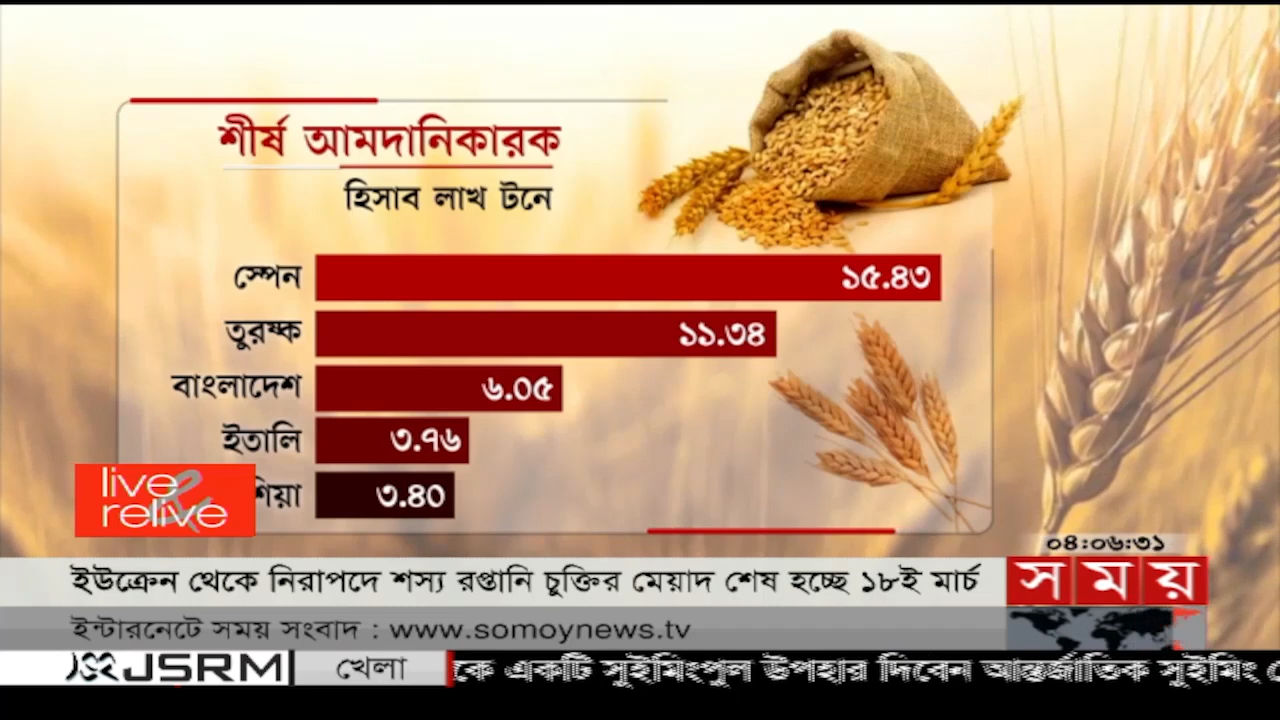 শীর্ষ আমদানিকারক
হিসাব লাখ টনে
স্পেন ১৫.৪৩
তুরষ্ক ১১.৩৪
বাংলাদেশ ৬.০৫
ইতালি ৩.৭৬
৩.৪০
live & relive
০৪:০৬:৩১
ইউক্রেন থেকে নিরাপদে শস্য রপ্তানি চুক্তির মেয়াদ শেষ হচ্ছে ১৮ই মার্চ
সময়
ইন্টারনেটে সময় সংবাদ : www.somoynews.tv
JSRM খেলা কে একটি সুইমিংপুল উপহার দিবেন আন্তর্জাতিক সুইমিং